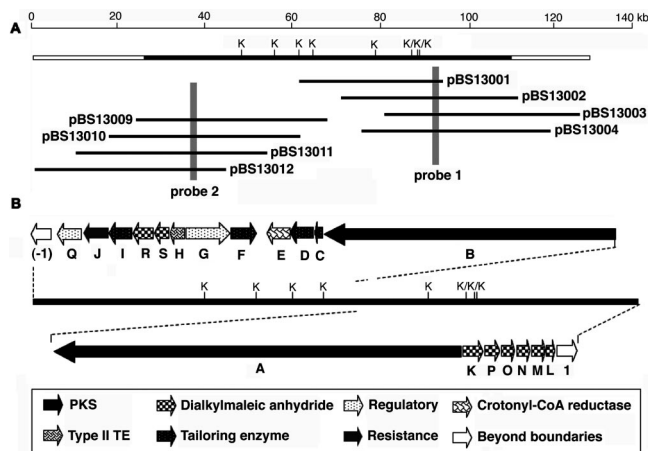 0 20 40 60 80 100 120 140 kb
A
K K K K K K/K/K
pBS13001
pBS13002
pBS13009
pBS13003
pBS13010
pBS13004
pBS13011
pBS13012
probe 1
probe 2
B
(-1) Q J I R S H G F E D C B
K K K K K K/K/K
A K P O N M L 1
PKS Dialkylmaleic anhydride Regulatory Crotonyl-CoA reductase
Type II TE Tailoring enzyme Resistance Beyond boundaries